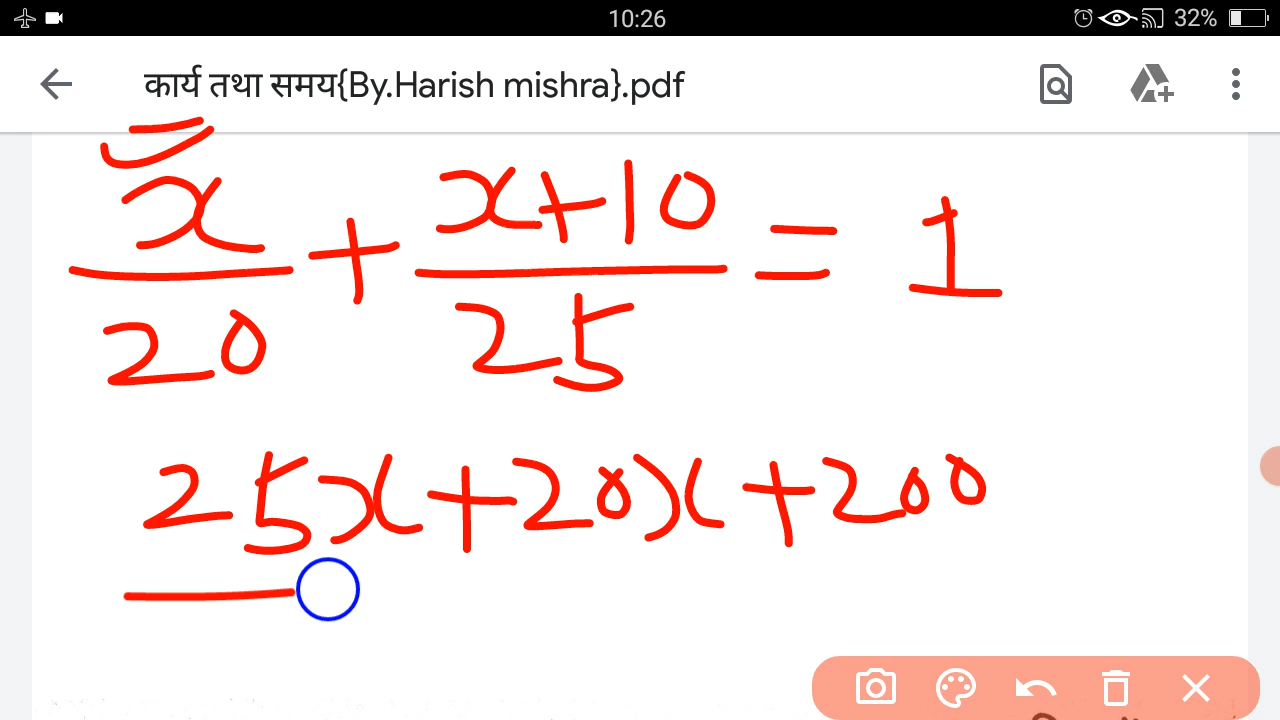 10:26 32%
कार्य तथा समय{By.Harish mishra}.pdf
x/20 + x+10/25 = 1
25x+20x+200